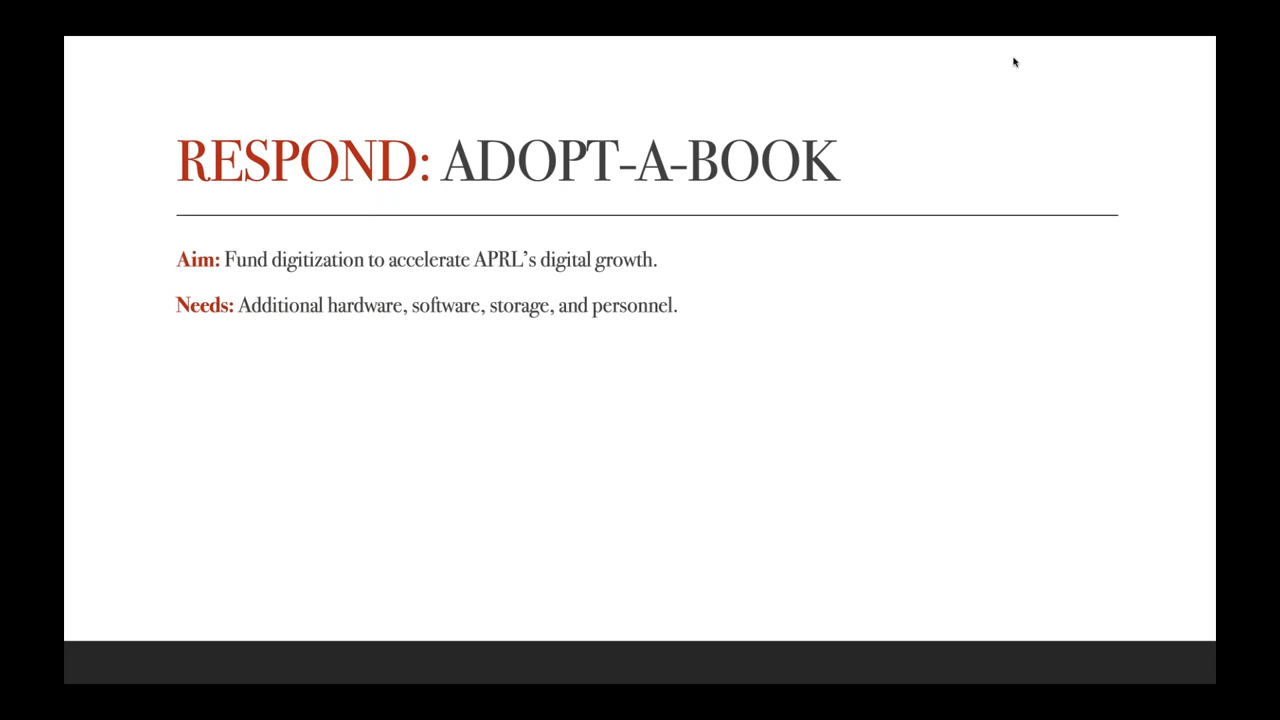 RESPOND: ADOPT-A-BOOK
Aim: Fund digitization to accelerate APRL’s digital growth.
Needs: Additional hardware, software, storage, and personnel.